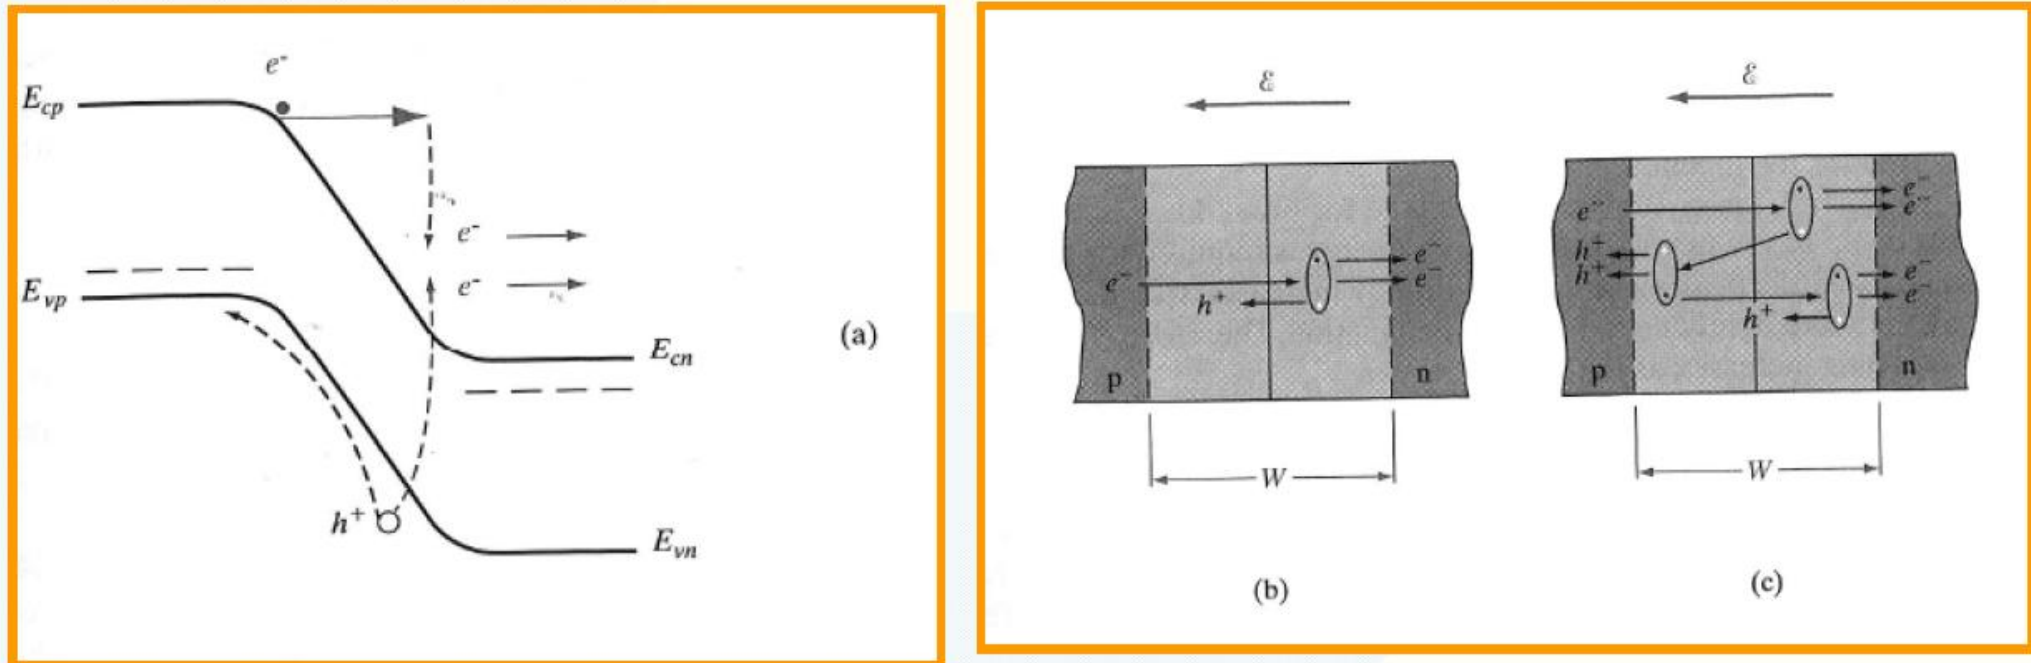 e⁻
E_cp
e⁻
e⁻
E_vp
(a)
E_cn
h⁺
E_vn
ℰ
e⁻
e⁻
e⁻
h⁺
p
n
W
(b)
ℰ
e⁻
e⁻
e⁻
h⁺
h⁺
e⁻
e⁻
h⁺
p
n
W
(c)